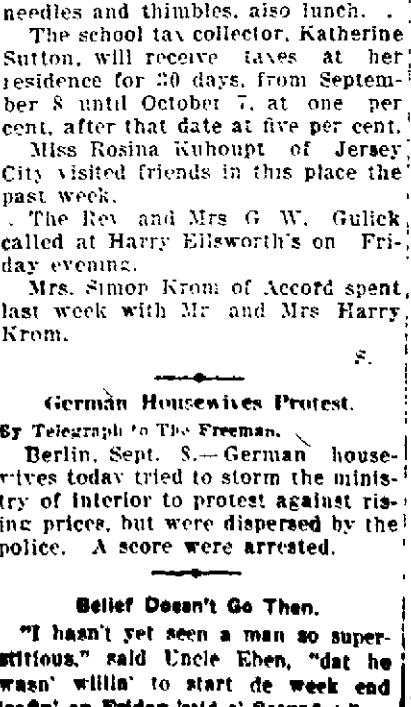 needles and thimbles, also lunch. .
The school tax collector, Katherine
Sutton, will receive taxes at her
residence for 30 days, from Septem-
ber 8 until October 7, at one per
cent, after that date at five per cent.
Miss Rosina Kuhoupt of Jersey
City visited friends in this place the
past week.
The Rev and Mrs G W. Gulick
called at Harry Ellsworth's on Fri-
day evening.
Mrs. Simon Krom of Accord spent
last week with Mr and Mrs Harry
Krom.
S.
German Housewives Protest.
By Telegraph to The Freeman.
Berlin, Sept. 8.—German house-
wives today tried to storm the minis-
try of interior to protest against ris-
ing prices, but were dispersed by the
police. A score were arrested.
Belief Doesn't Go Then.
"I hasn't yet seen a man so super-
stitious," said Uncle Eben, "dat he
wasn' willin' to start de week end
on Friday